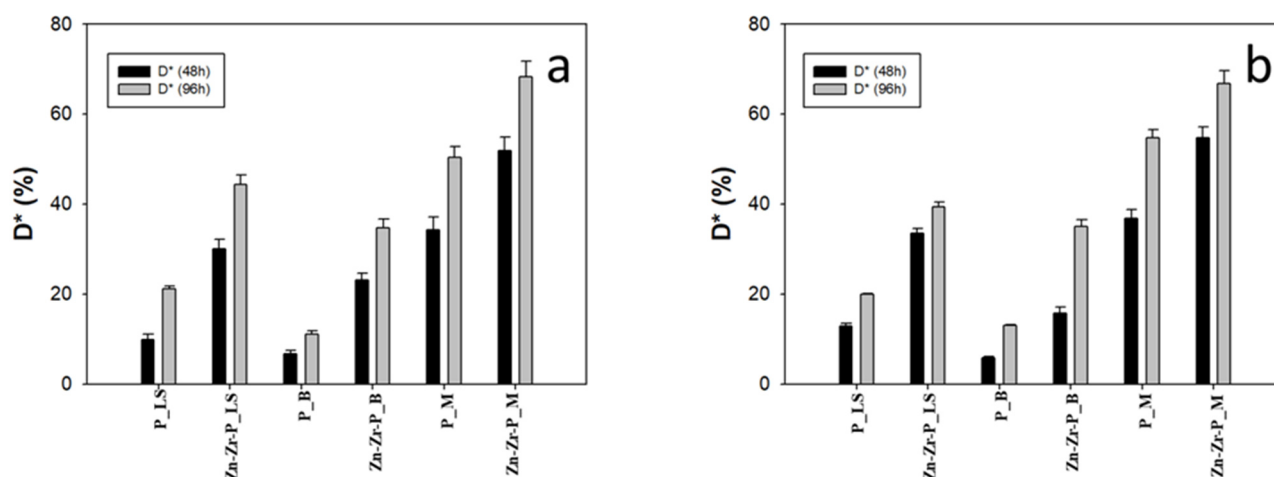 80
60
40
20
0
D* (%)
D* (48h)
D* (96h)
a
P_LS
Zn-Zr-P_LS
P_B
Zn-Zr-P_B
P_M
Zn-Zr-P_M
80
60
40
20
0
D* (%)
D* (48h)
D* (96h)
b
P_LS
Zn-Zr-P_LS
P_B
Zn-Zr-P_B
P_M
Zn-Zr-P_M